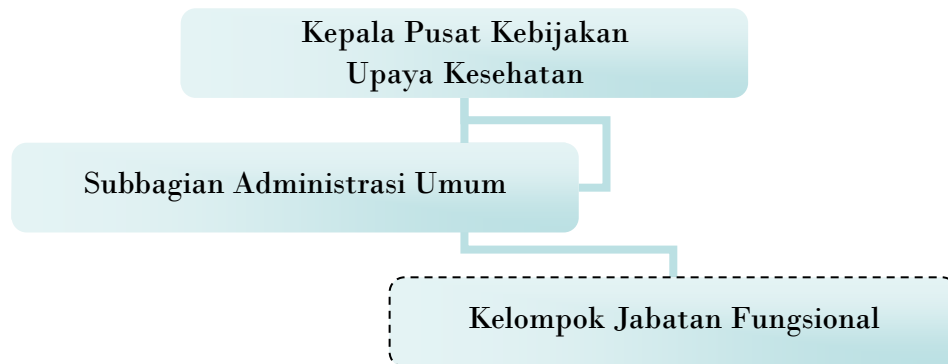 Kepala Pusat Kebijakan
Upaya Kesehatan
Subbagian Administrasi Umum
Kelompok Jabatan Fungsional